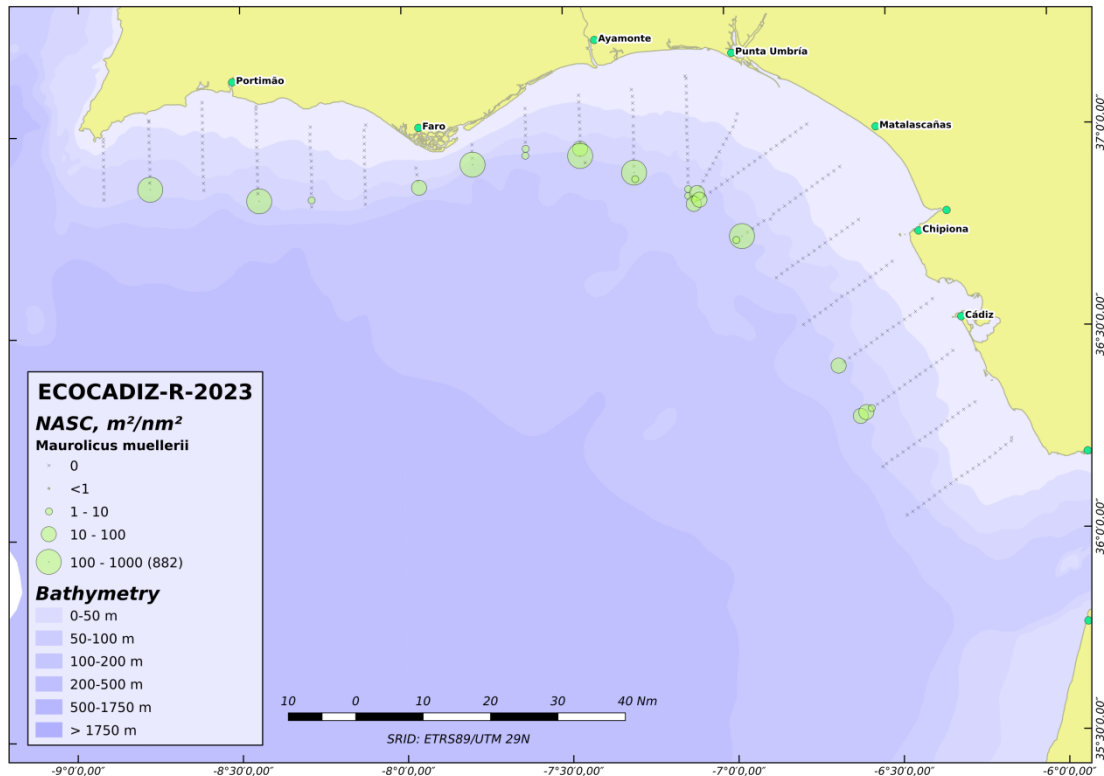 Ayamonte
Punta Umbría
Portimão
Faro
Matalascañas
Chipiona
Cádiz
37°0'0.00"
36°30'0.00"
36°0'0.00"
35°30'0.00"
ECOCADIZ-R-2023
NASC, m²/nm²
Maurolicus muellerii
0
<1
1 - 10
10 - 100
100 - 1000 (882)
Bathymetry
0-50 m
50-100 m
100-200 m
200-500 m
500-1750 m
> 1750 m
10 0 10 20 30 40 Nm
SRID: ETRS89/UTM 29N
-9°0'0.00" -8°30'0.00" -8°0'0.00" -7°30'0.00" -7°0'0.00" -6°30'0.00" -6°0'0.00"